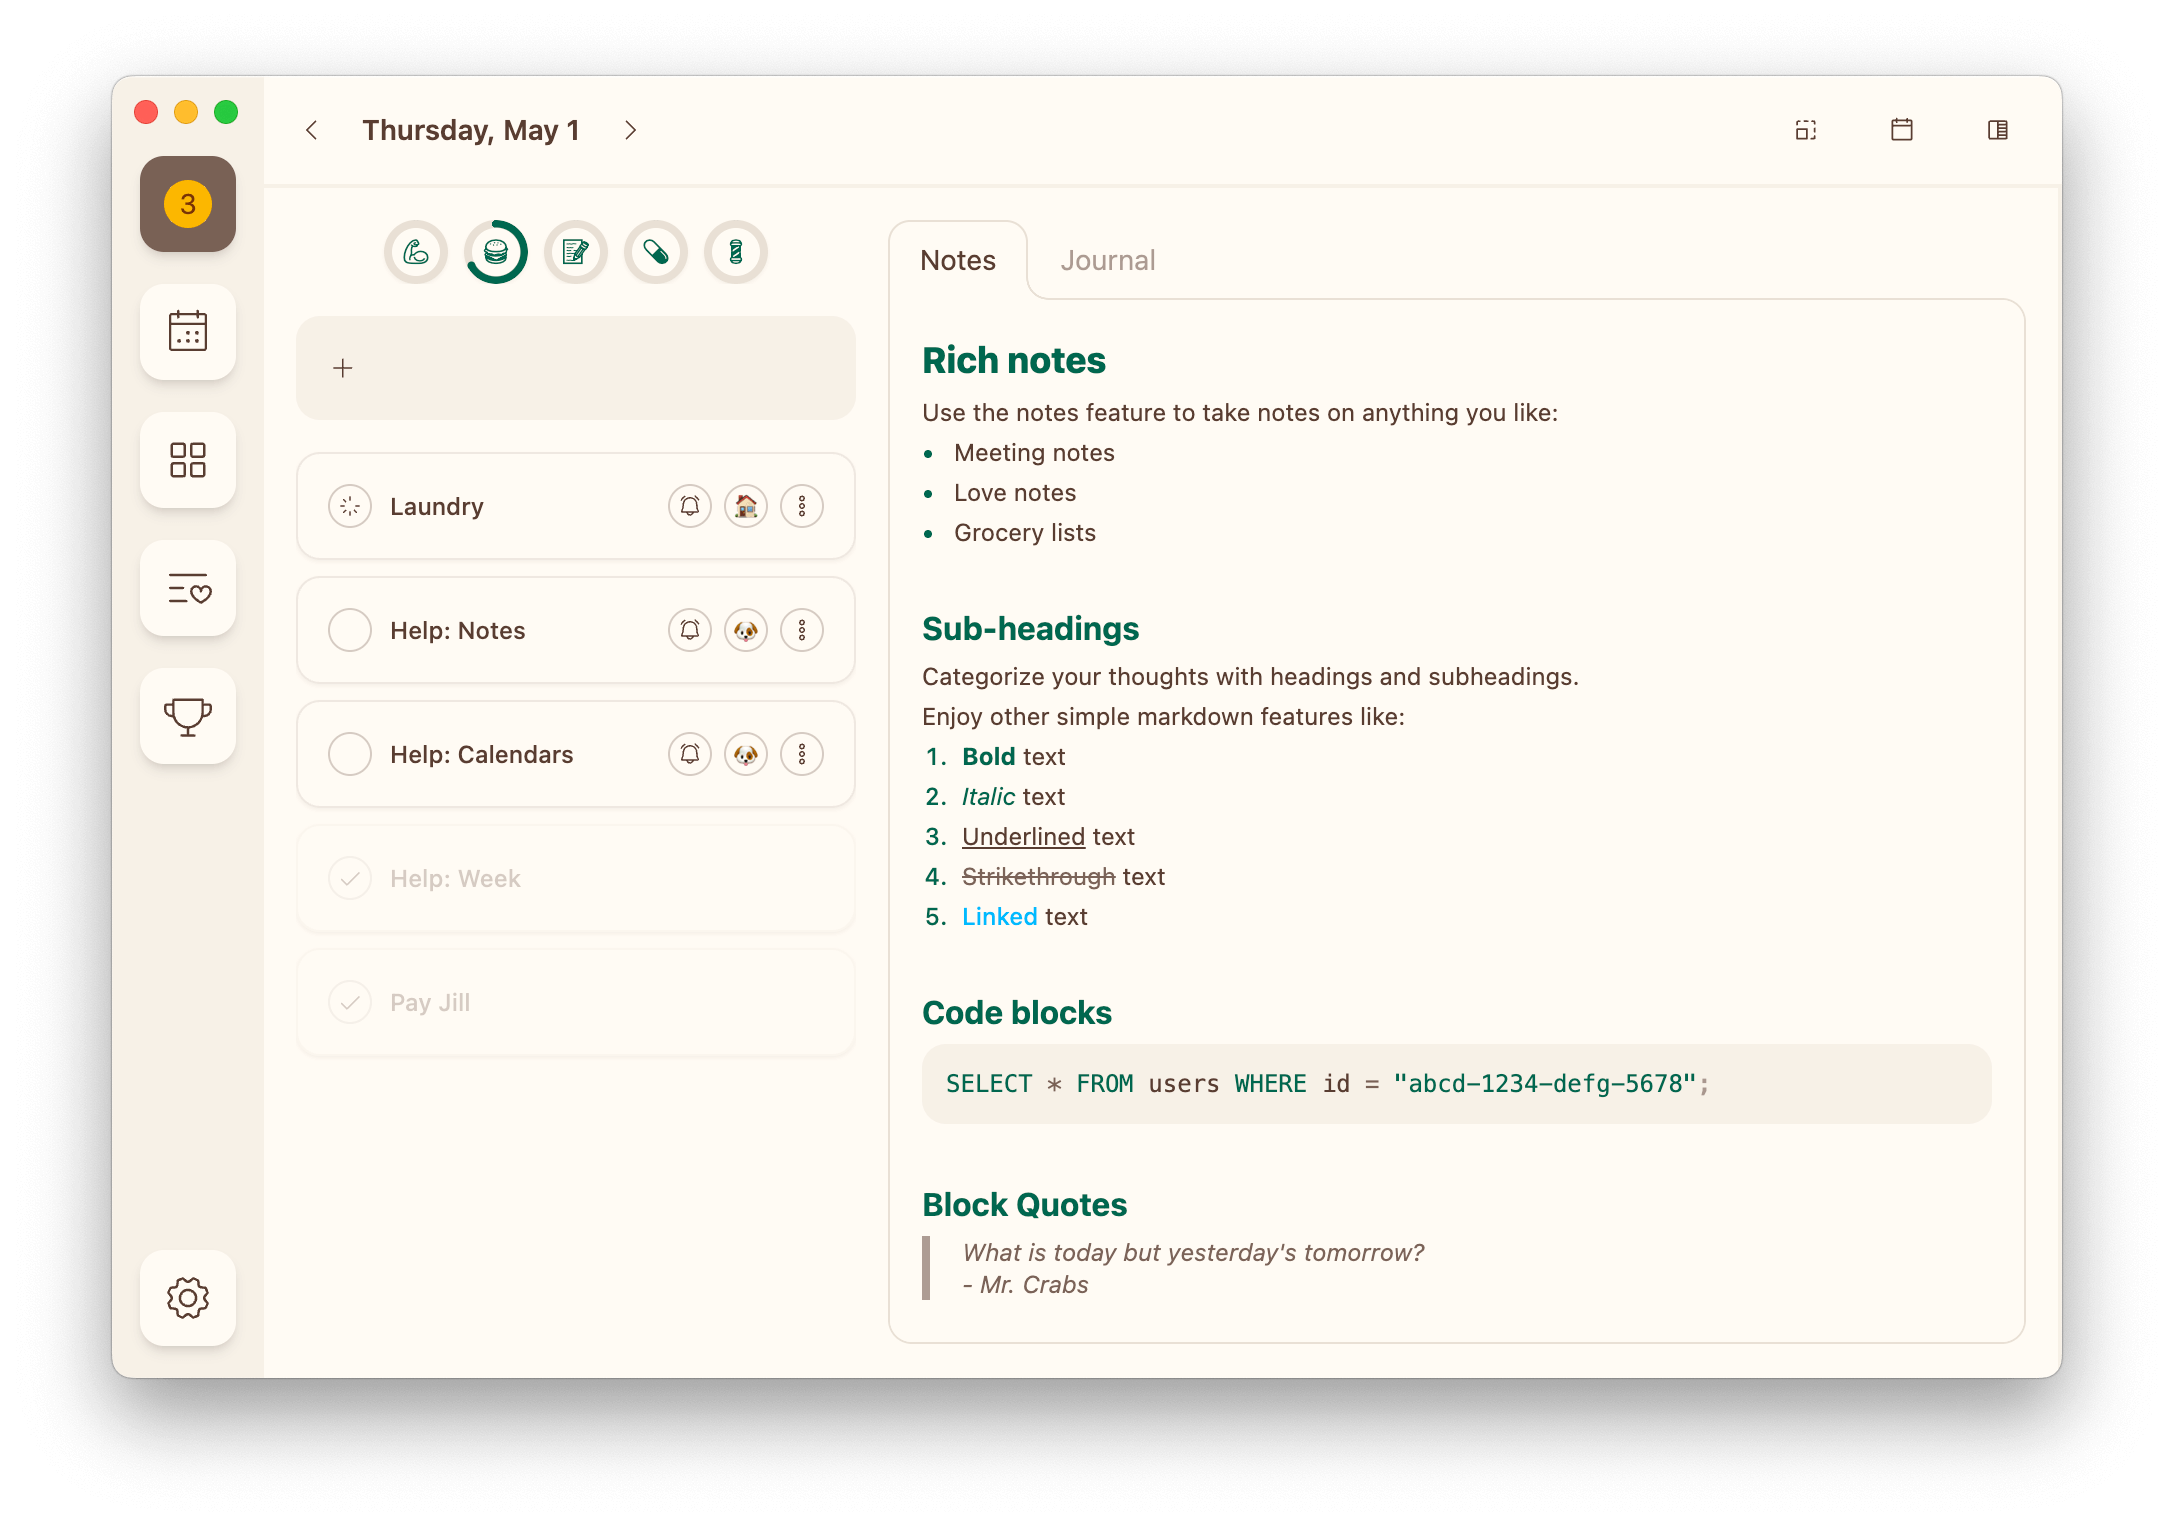 Thursday, May 1
3
Laundry
Help: Notes
Help: Calendars
Help: Week
Pay Jill
Notes
Journal
Rich notes
Use the notes feature to take notes on anything you like:
• Meeting notes
• Love notes
• Grocery lists
Sub-headings
Categorize your thoughts with headings and subheadings.
Enjoy other simple markdown features like:
1. Bold text
2. Italic text
3. Underlined text
4. Strikethrough text
5. Linked text
Code blocks
SELECT * FROM users WHERE id = "abcd-1234-defg-5678";
Block Quotes
What is today but yesterday's tomorrow?
- Mr. Crabs